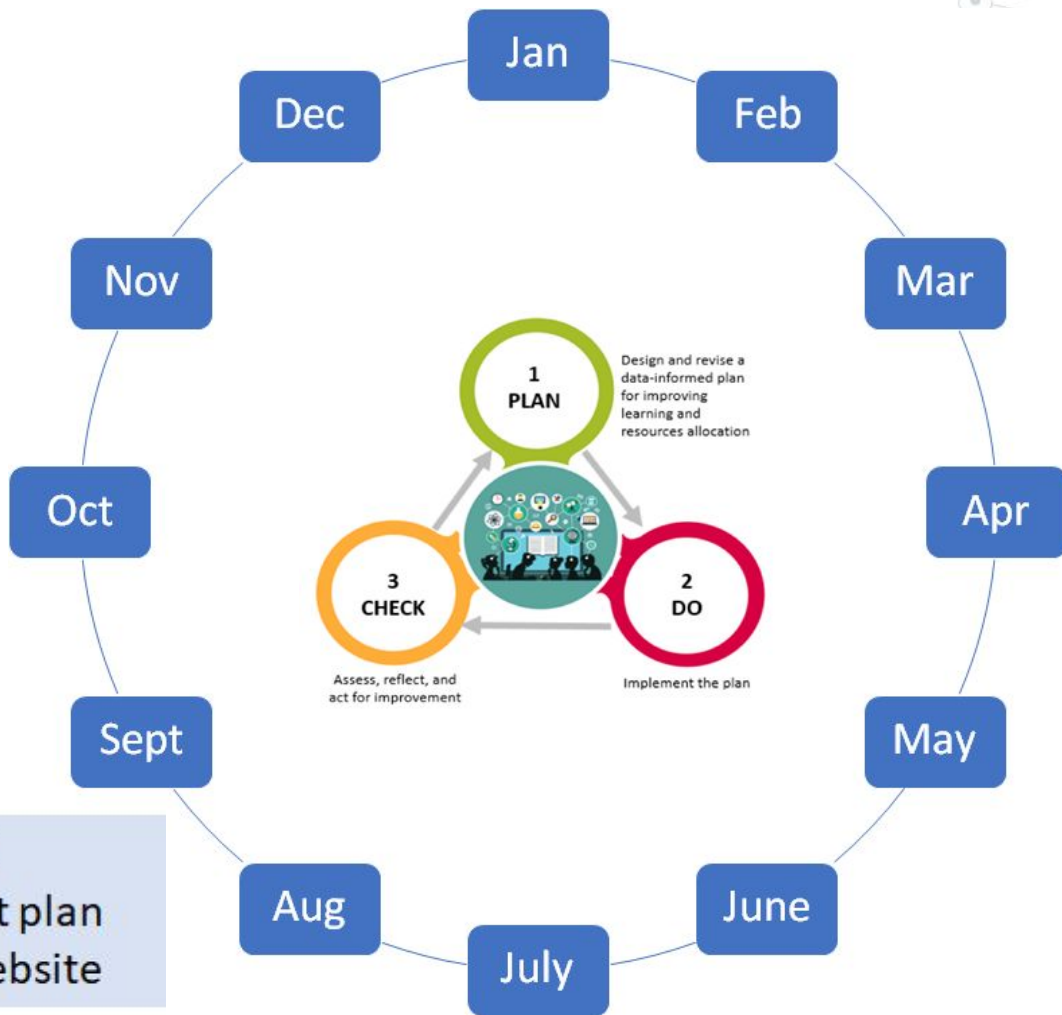 Jan
Feb
Mar
Apr
May
June
July
Aug
Sept
Oct
Nov
Dec
1
PLAN
Design and revise a
data-informed plan
for improving
learning and
resources allocation
2
DO
Implement the plan
3
CHECK
Assess, reflect, and
act for improvement
t plan
ebsite